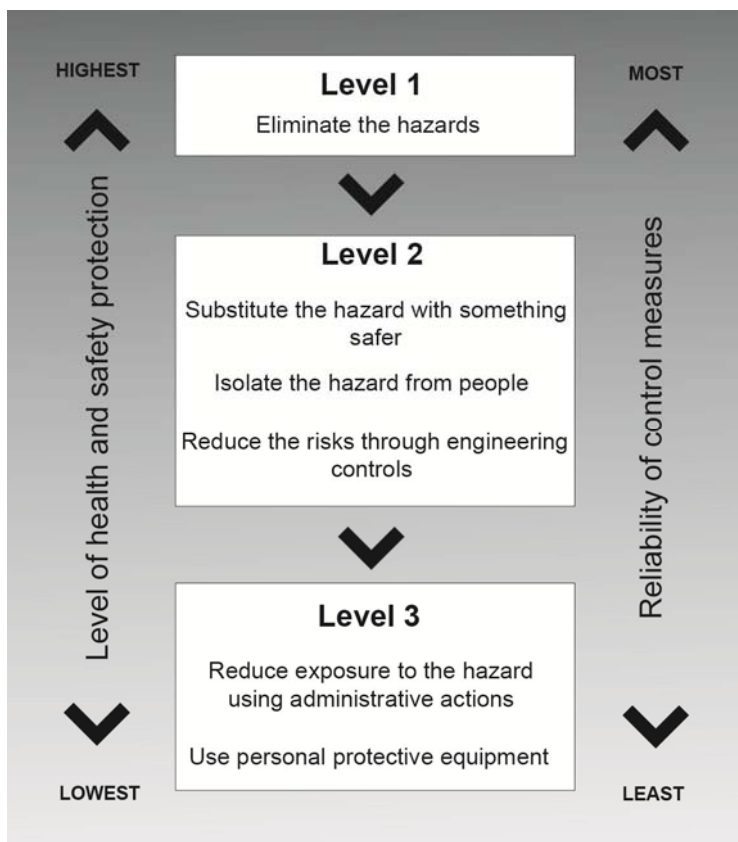 HIGHEST
MOST
Level 1
Eliminate the hazards
Level 2
Substitute the hazard with something
safer
Isolate the hazard from people
Reduce the risks through engineering
controls
Level of health and safety protection
Reliability of control measures
Level 3
Reduce exposure to the hazard
using administrative actions
Use personal protective equipment
LOWEST
LEAST